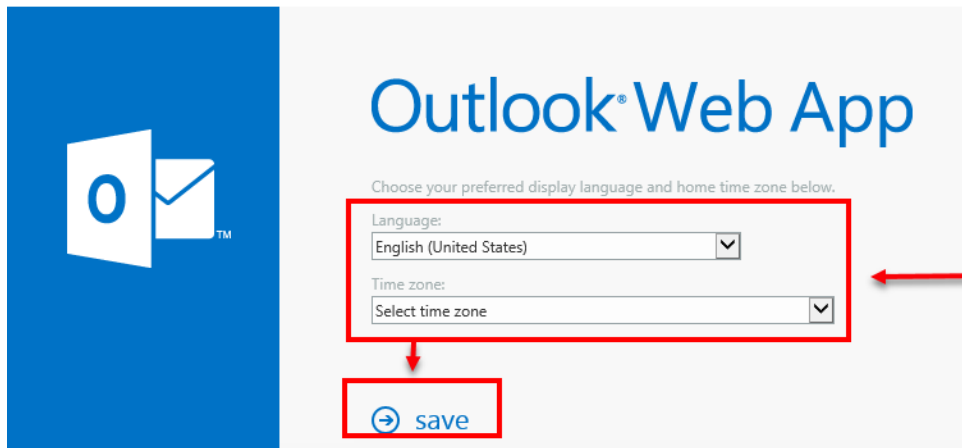 Outlook® Web App
Choose your preferred display language and home time zone below.
Language:
English (United States)
Time zone:
Select time zone
O
TM
save